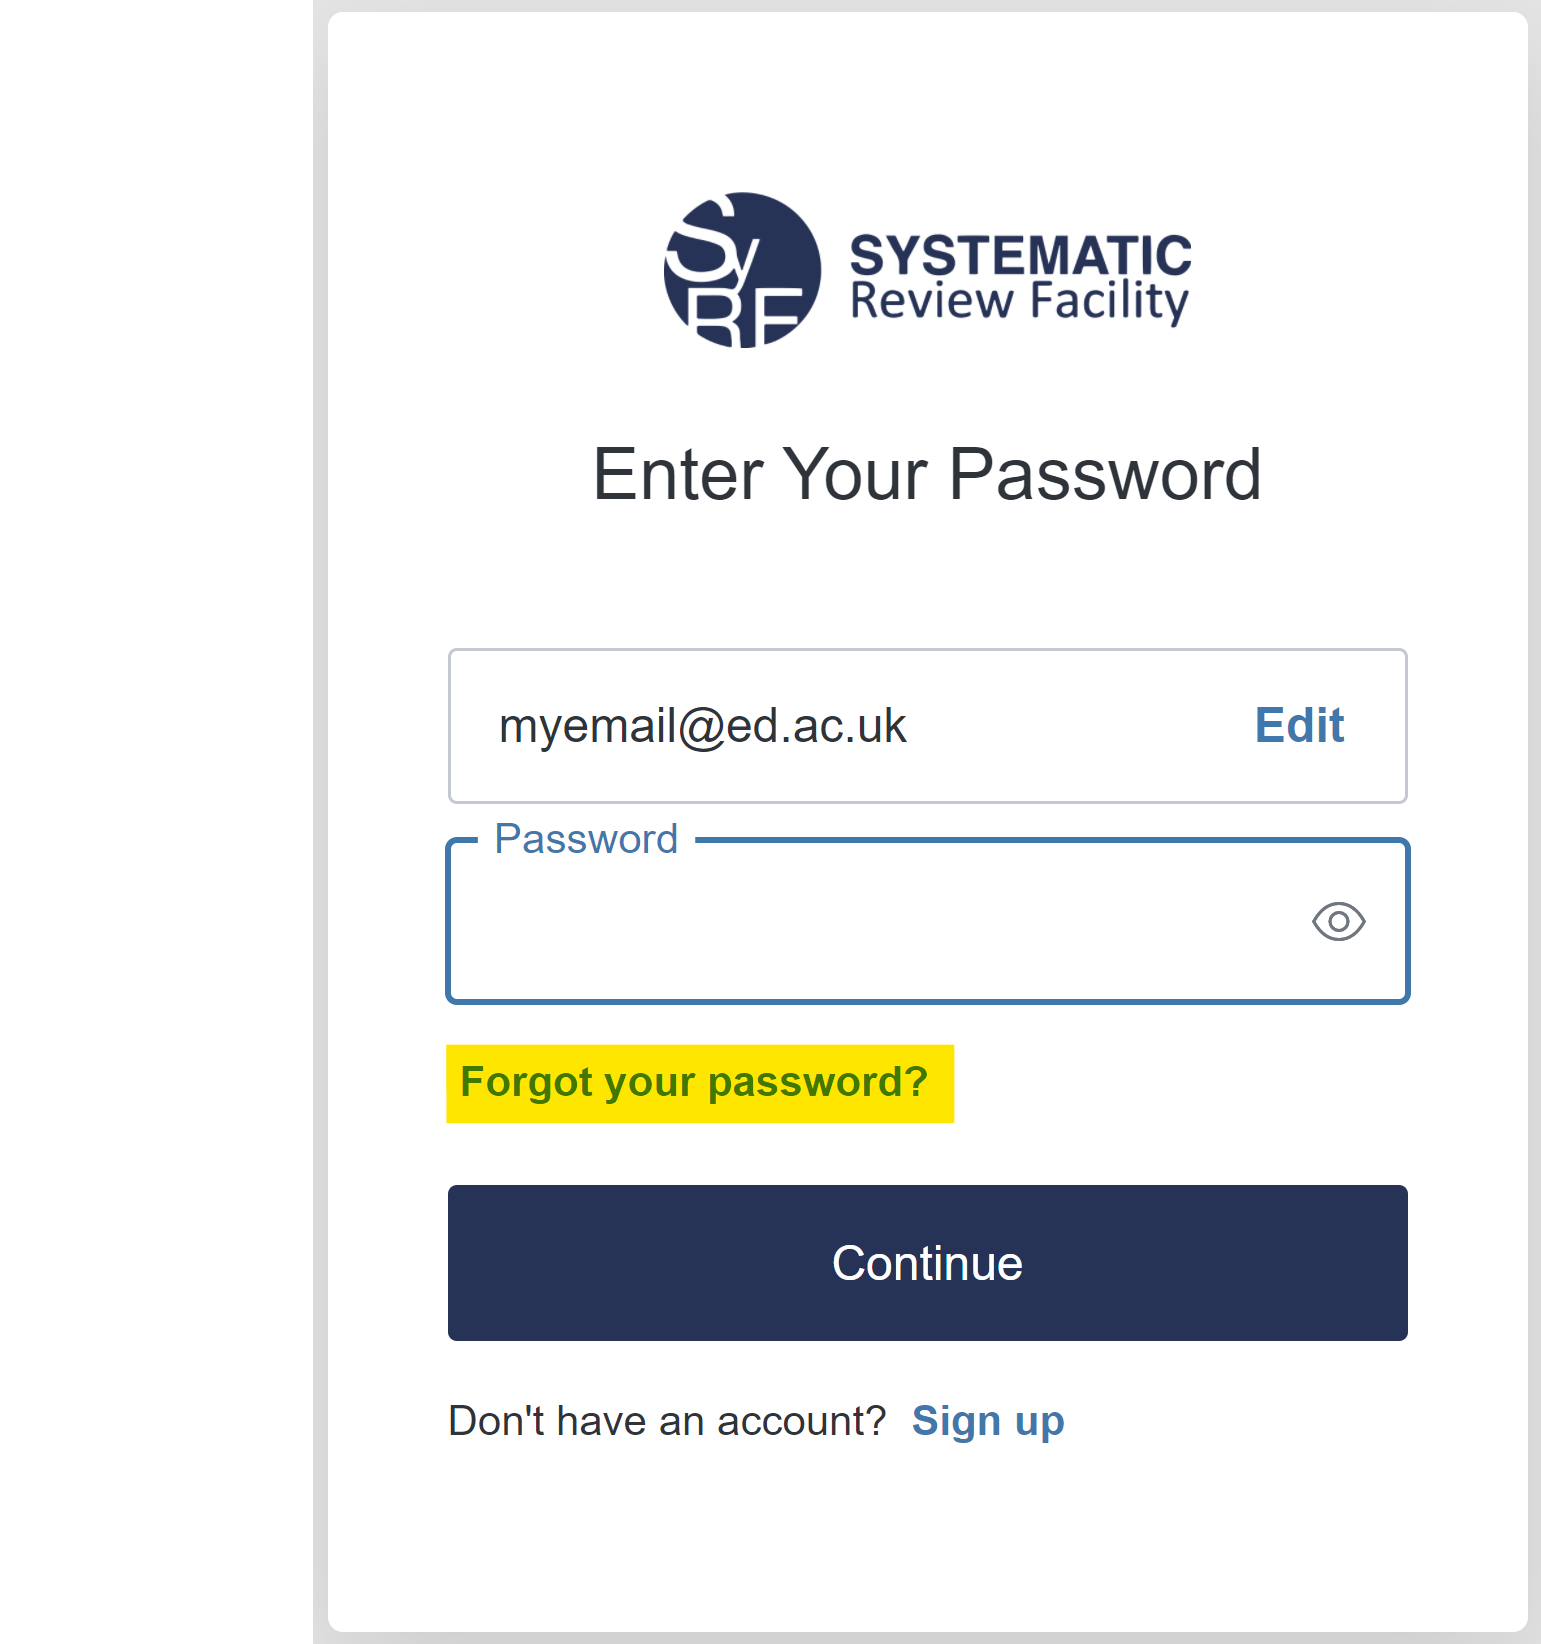 SyRF
SYSTEMATIC
Review Facility
Enter Your Password
myemail@ed.ac.uk Edit
Password
Forgot your password?
Continue
Don't have an account? Sign up